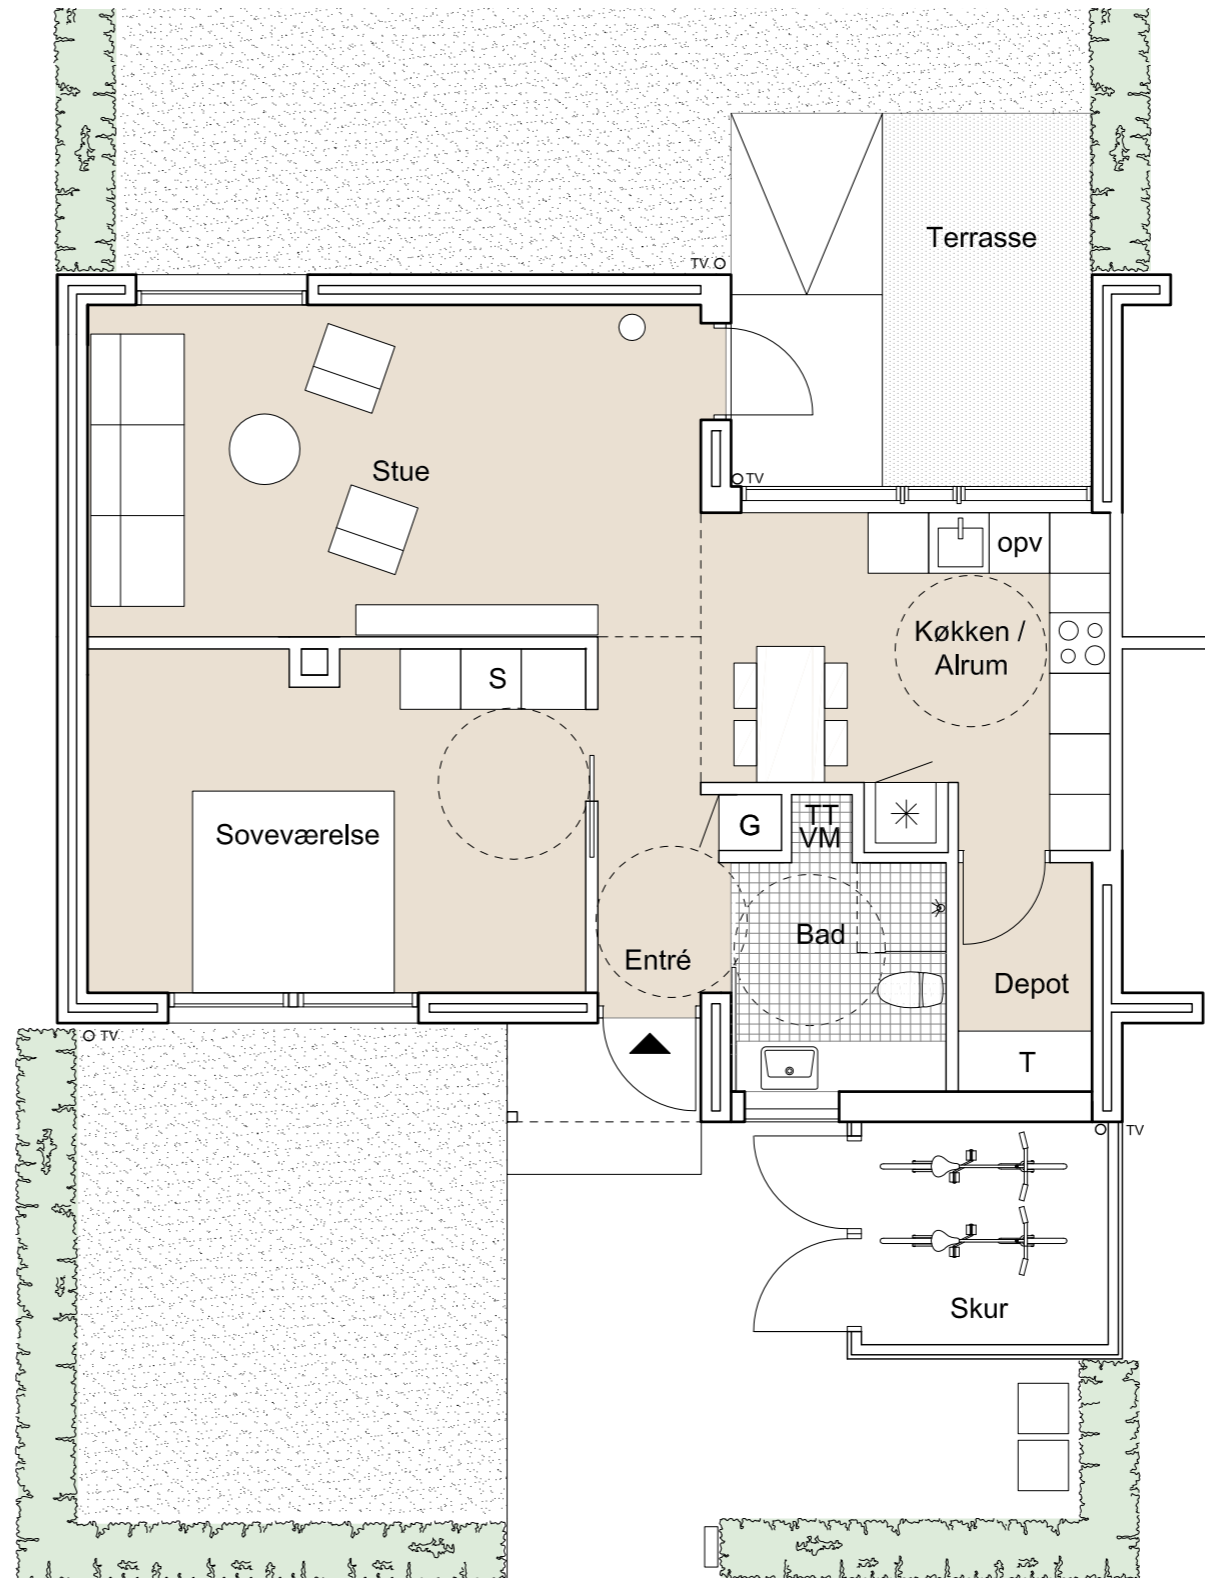 Terrasse
TV
Stue
TV
opv
Køkken /
Alrum
S
Soveværelse
G
TT
VM
Bad
Entré
Depot
TV
T
TV
Skur